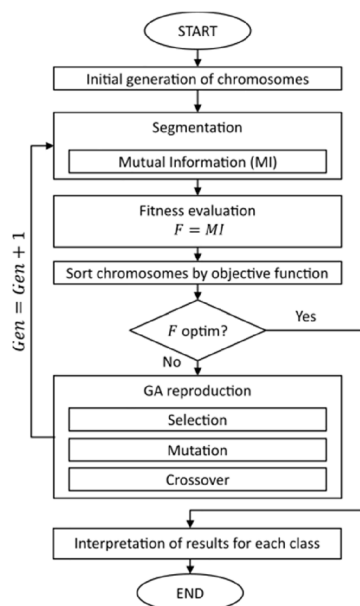 START
Initial generation of chromosomes
Segmentation
Mutual Information (MI)
Fitness evaluation
F = MI
Sort chromosomes by objective function
F optim?
Yes
No
Gen = Gen + 1
GA reproduction
Selection
Mutation
Crossover
Interpretation of results for each class
END